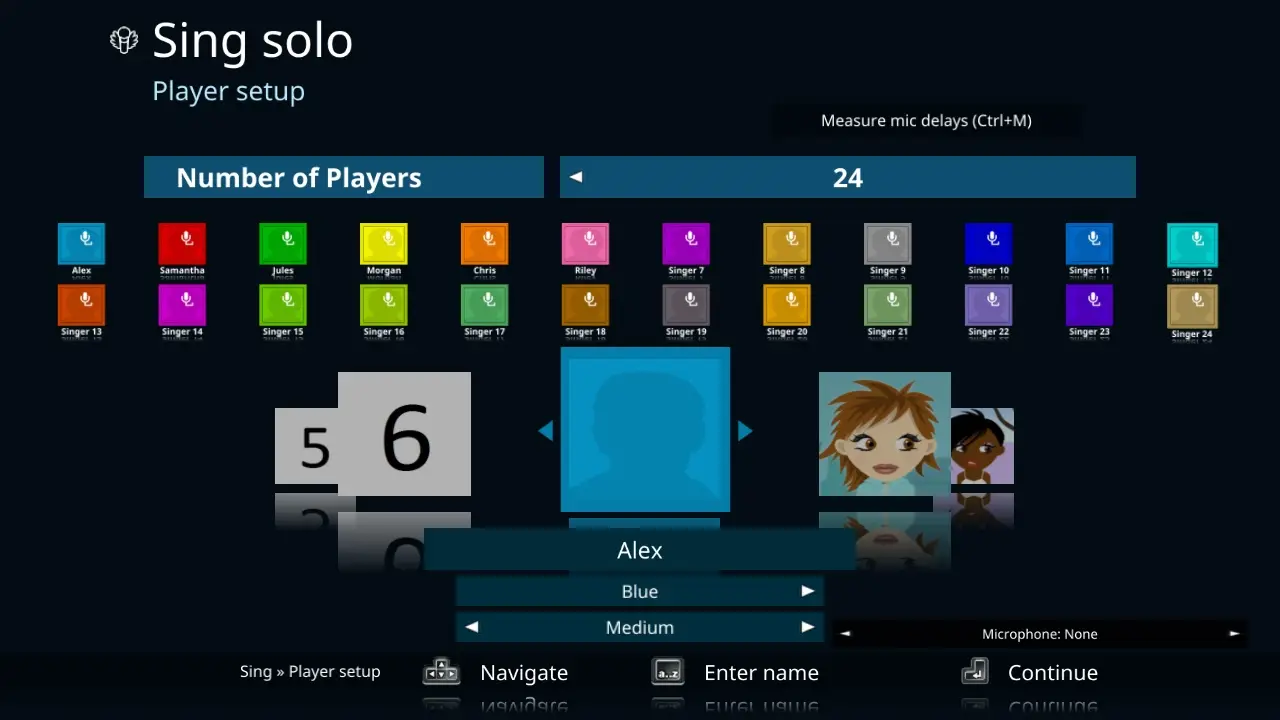 Sing solo
Player setup
Measure mic delays (Ctrl+M)
Number of Players
24
Alex Samantha Jules Morgan Chris Riley Singer 7 Singer 8 Singer 9 Singer 10 Singer 11 Singer 12
Singer 13 Singer 14 Singer 15 Singer 16 Singer 17 Singer 18 Singer 19 Singer 20 Singer 21 Singer 22 Singer 23 Singer 24
5 6
Alex
Blue
Medium
Microphone: None
Sing » Player setup
a..z
Navigate Enter name Continue